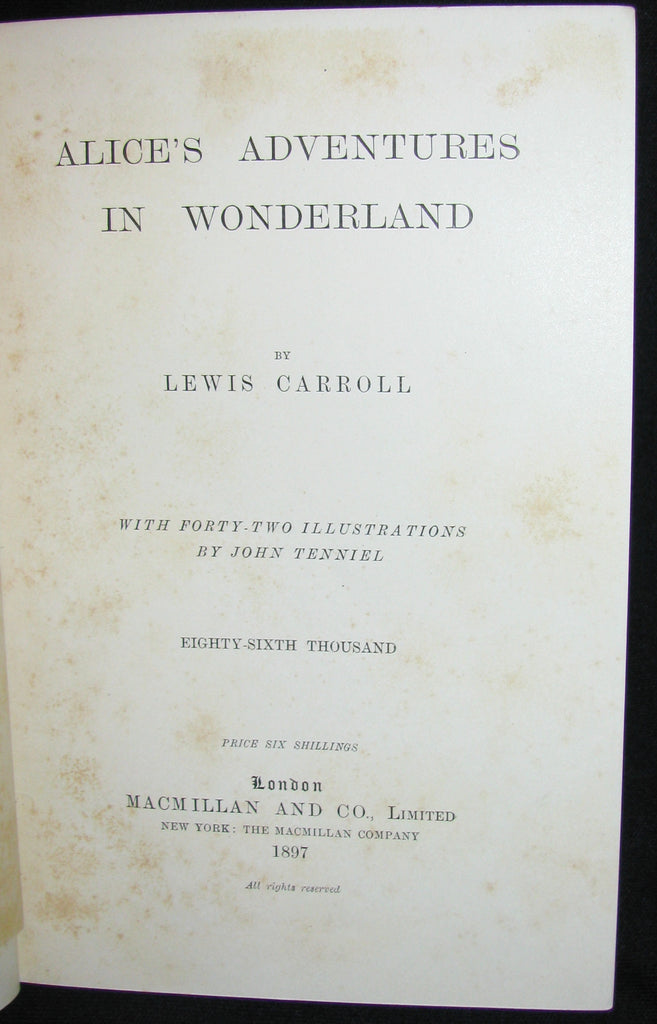 ALICE'S ADVENTURES
IN WONDERLAND
BY
LEWIS CARROLL
WITH FORTY-TWO ILLUSTRATIONS
BY JOHN TENNIEL
EIGHTY-SIXTH THOUSAND
PRICE SIX SHILLINGS
London
MACMILLAN AND CO., LIMITED
NEW YORK: THE MACMILLAN COMPANY
1897
All rights reserved